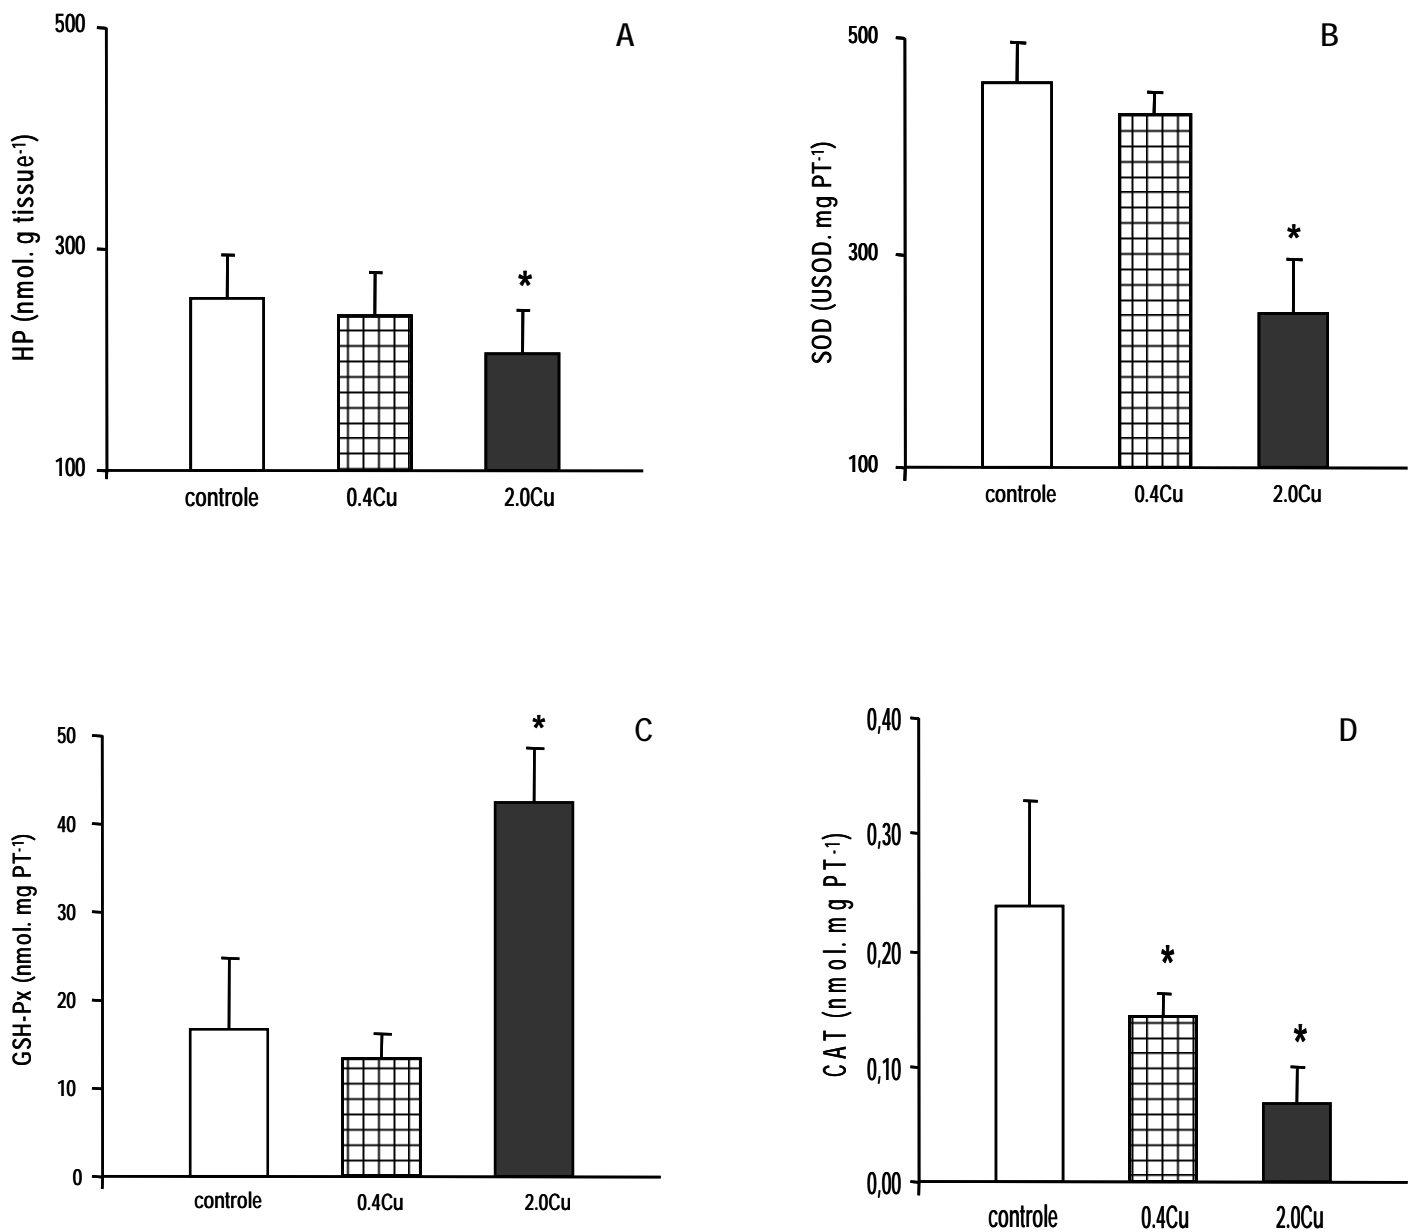 A
HP (nmol. g tissue-1)
500
300
100
*
controle 0.4Cu 2.0Cu
B
SOD (USOD. mg PT-1)
500
300
100
*
controle 0.4Cu 2.0Cu
C
GSH-Px (nmol. mg PT-1)
50
40
30
20
10
0
*
controle 0.4Cu 2.0Cu
D
CAT (nmol. mg PT-1)
0,40
0,30
0,20
0,10
0,00
*
*
controle 0.4Cu 2.0Cu